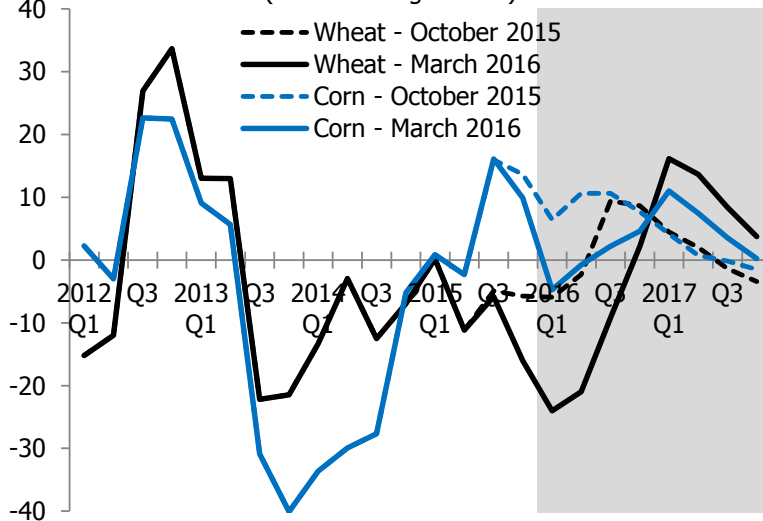 40
30
20
10
0
-10
-20
-30
-40
Wheat - October 2015
Wheat - March 2016
Corn - October 2015
Corn - March 2016
2012 Q3 2013 Q3 2014 Q3 2015 Q3 2016 Q3 2017 Q3
Q1 Q1 Q1 Q1 Q1 Q1